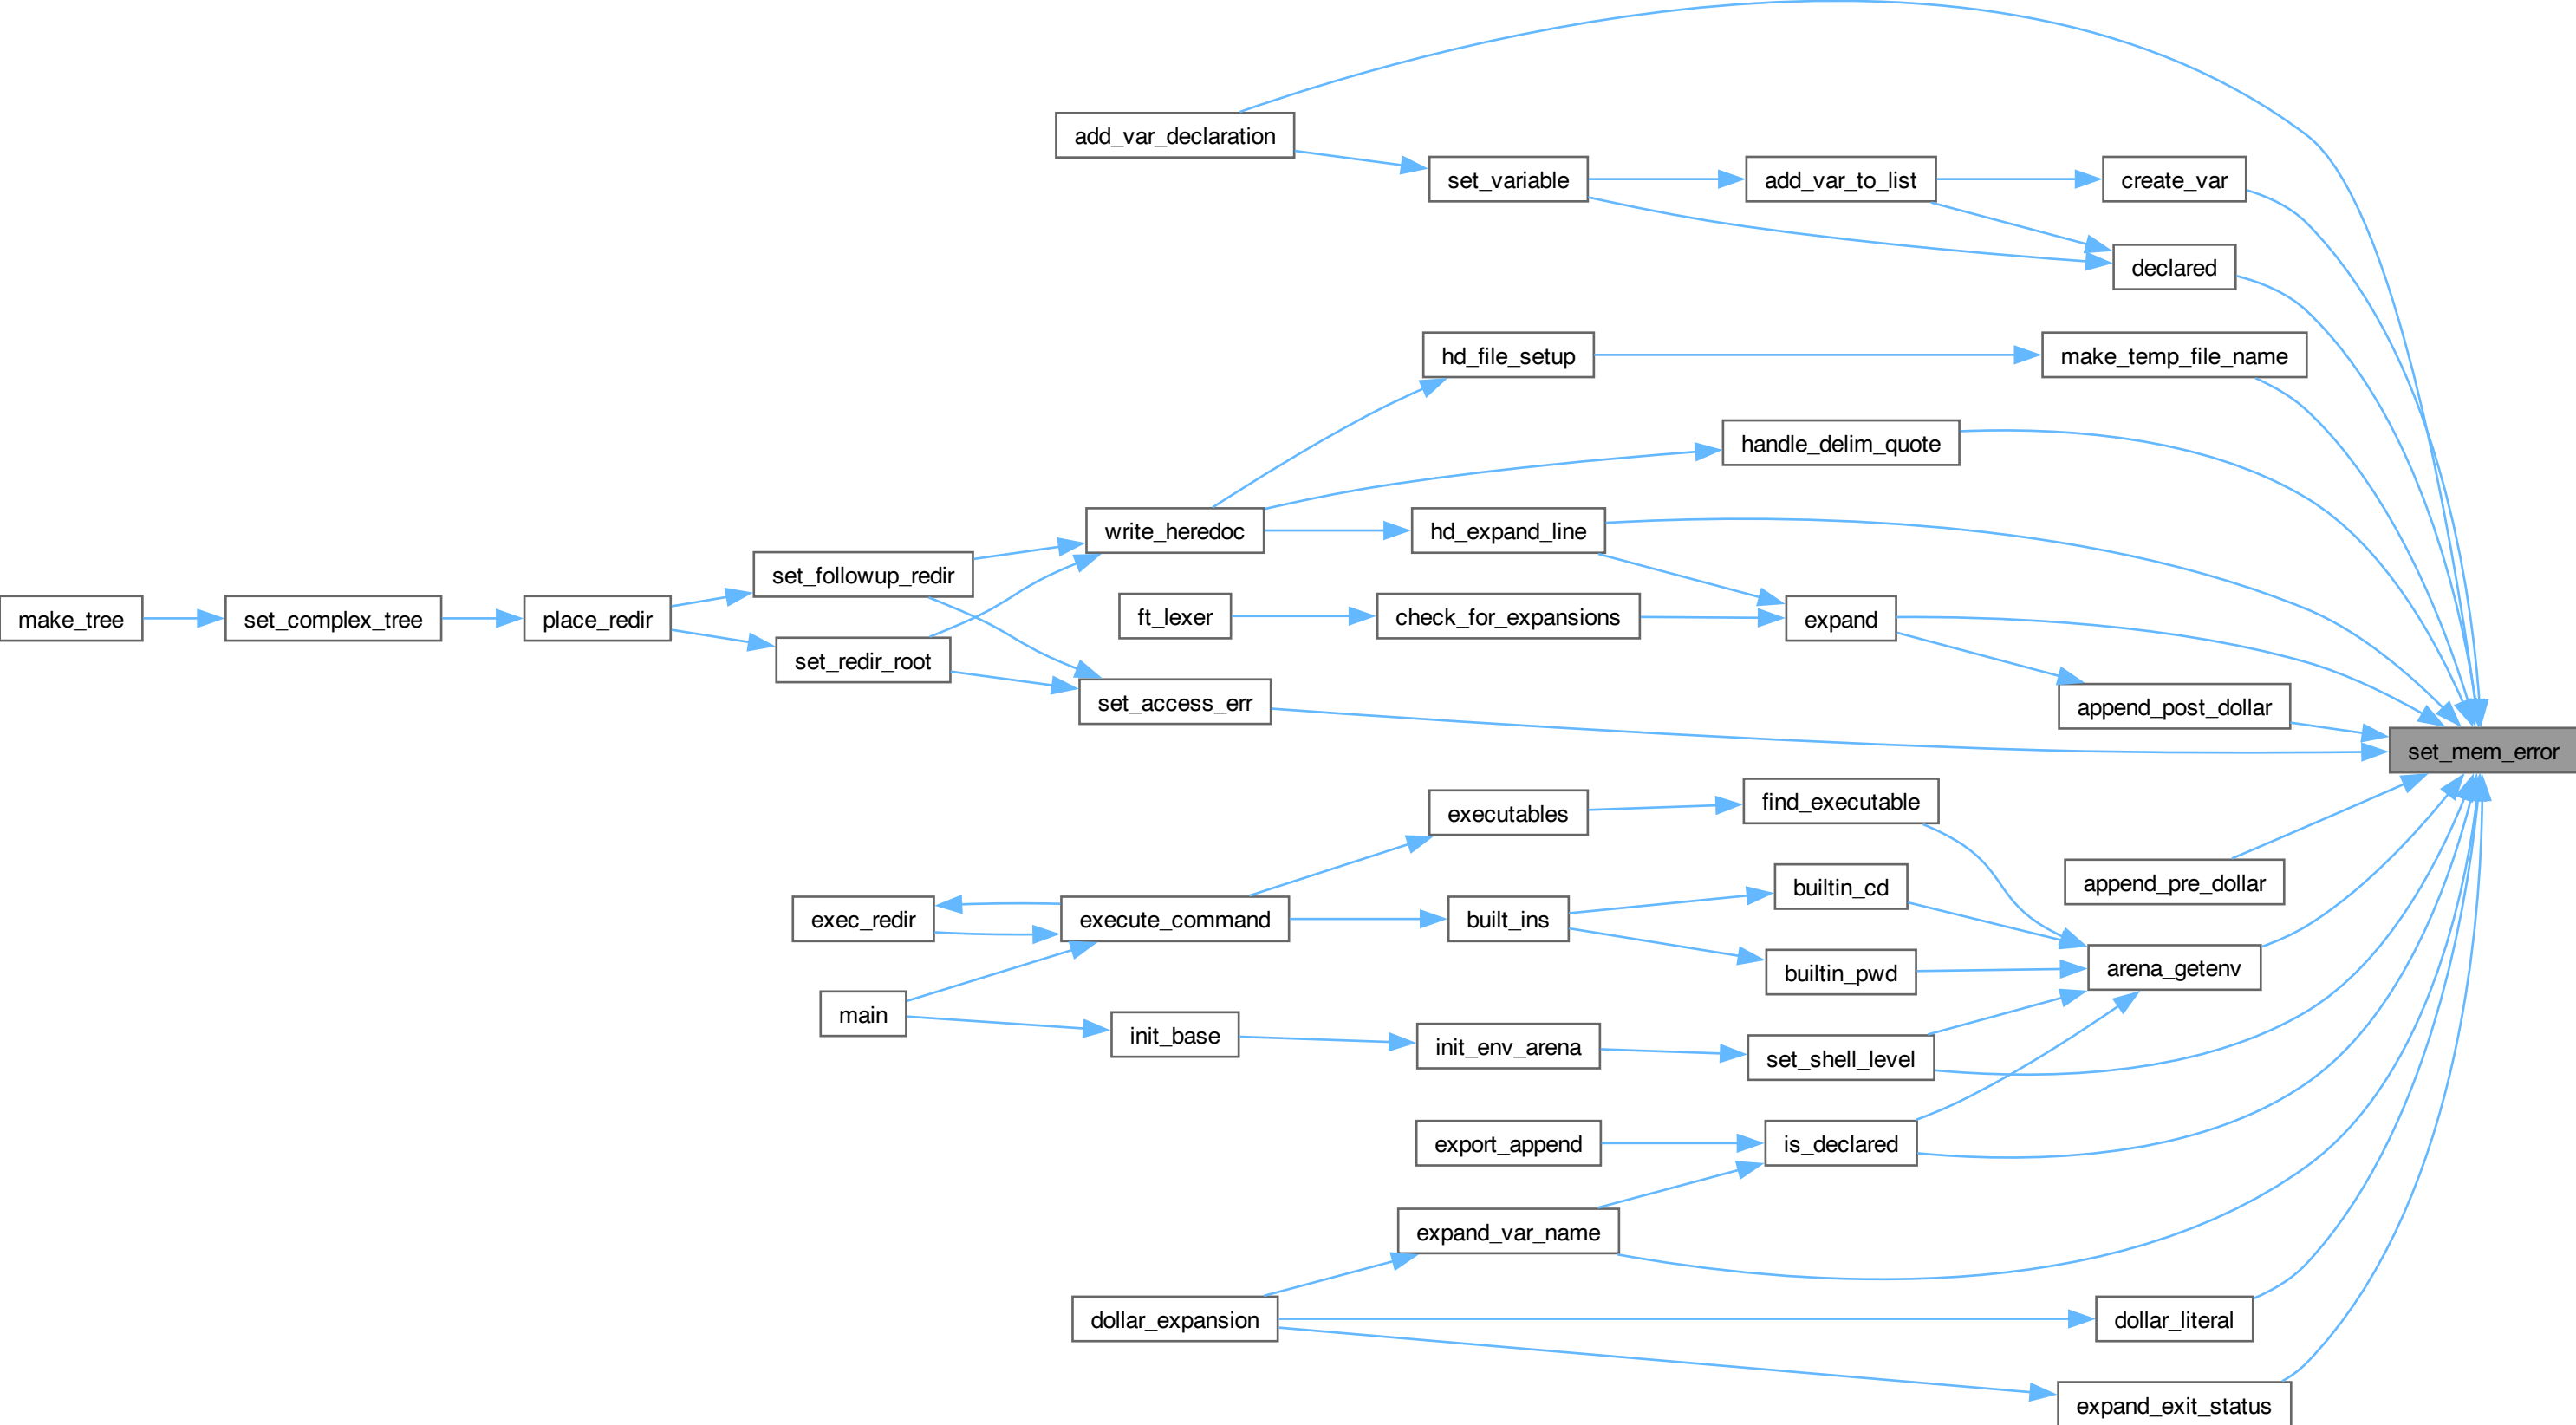 add_var_declaration
set_variable
add_var_to_list
create_var
declared
hd_file_setup
make_temp_file_name
handle_delim_quote
write_heredoc
hd_expand_line
set_followup_redir
make_tree
set_complex_tree
place_redir
ft_lexer
check_for_expansions
expand
set_redir_root
set_access_err
append_post_dollar
set_mem_error
executables
find_executable
append_pre_dollar
builtin_cd
exec_redir
execute_command
built_ins
builtin_pwd
arena_getenv
main
init_base
init_env_arena
set_shell_level
export_append
is_declared
expand_var_name
dollar_expansion
dollar_literal
expand_exit_status